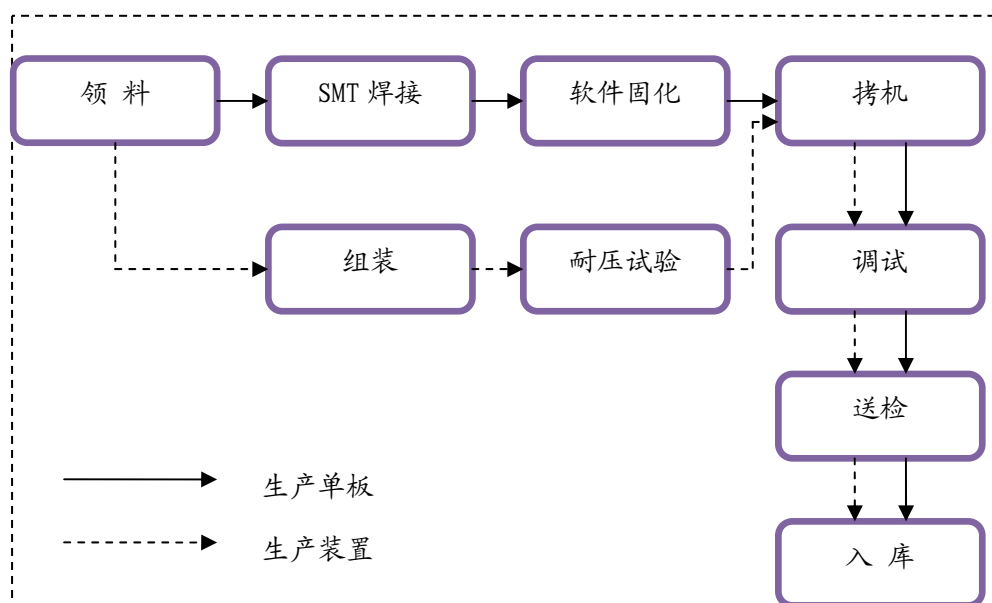 领 料
SMT 焊接
软件固化
拷机
组装
耐压试验
调试
送检
生产单板
生产装置
入 库